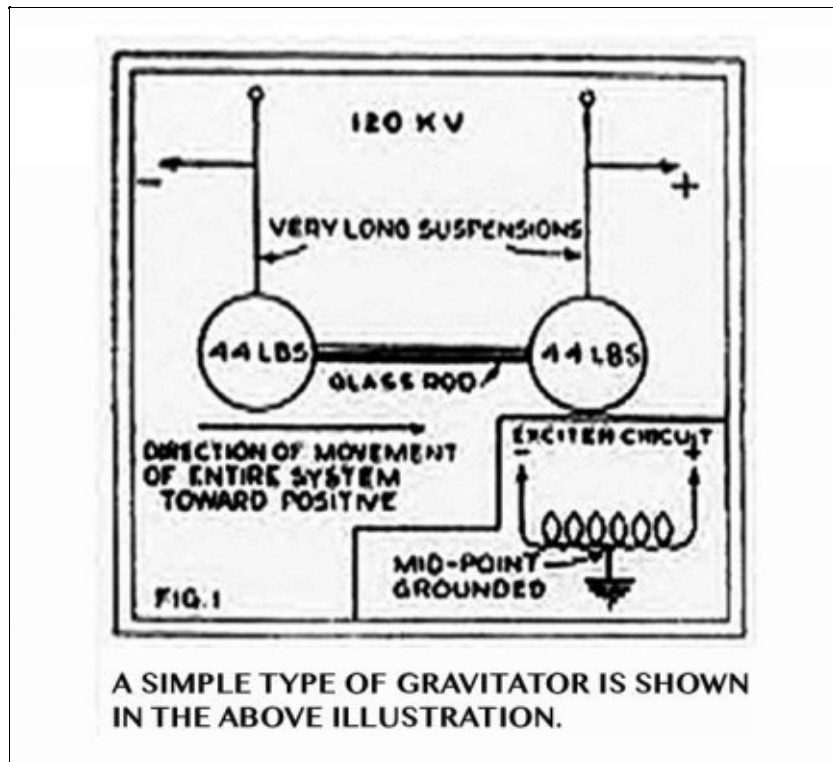 120 KV
-
+
VERY LONG SUSPENSIONS
44 LBS
44 LBS
GLASS ROD
DIRECTION OF MOVEMENT
OF ENTIRE SYSTEM
TOWARD POSITIVE
EXCITER CIRCUIT
- +
MID-POINT
GROUNDED
FIG. 1
A SIMPLE TYPE OF GRAVITATOR IS SHOWN
IN THE ABOVE ILLUSTRATION.